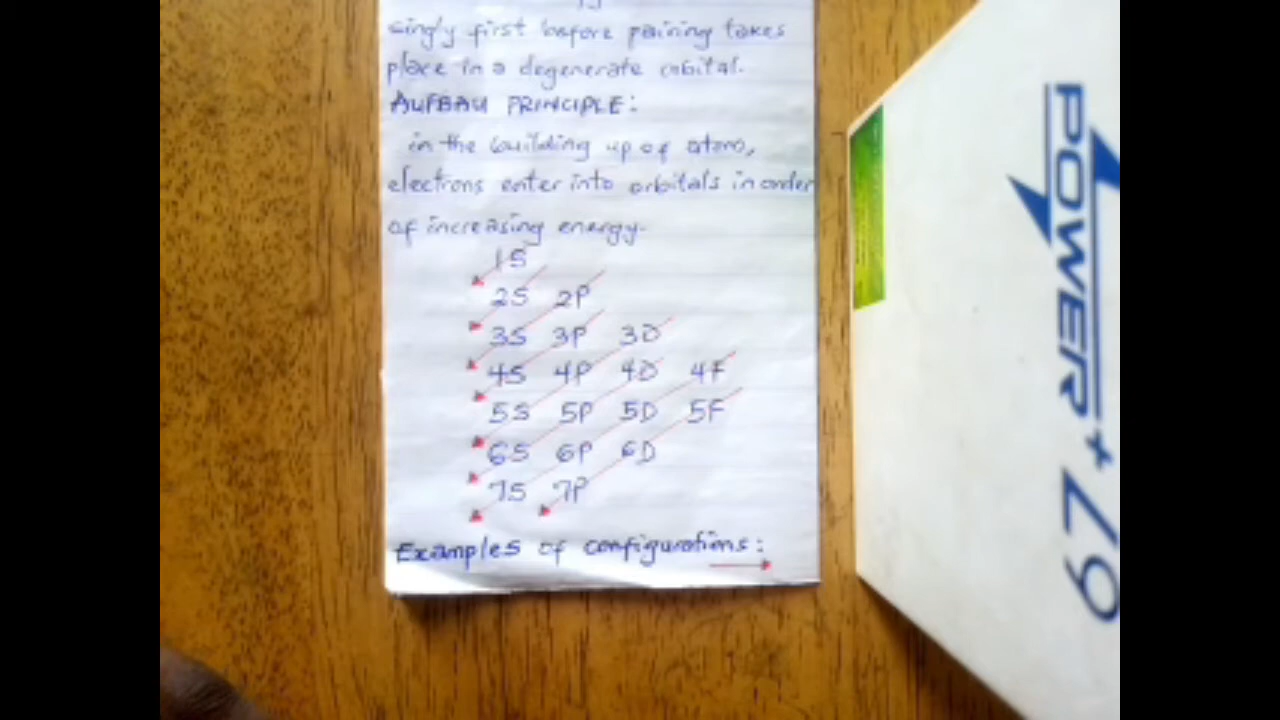 singly first before pairing takes
place in a degenerate orbital.
AUFBAU PRINCIPLE:
in the building up of atom,
electrons enter into orbitals in order
of increasing energy.
1S
2S 2P
3S 3P 3D
4S 4P 4D 4F
5S 5P 5D 5F
6S 6P 6D
7S 7P
Examples of configurations:
POWER+ L9